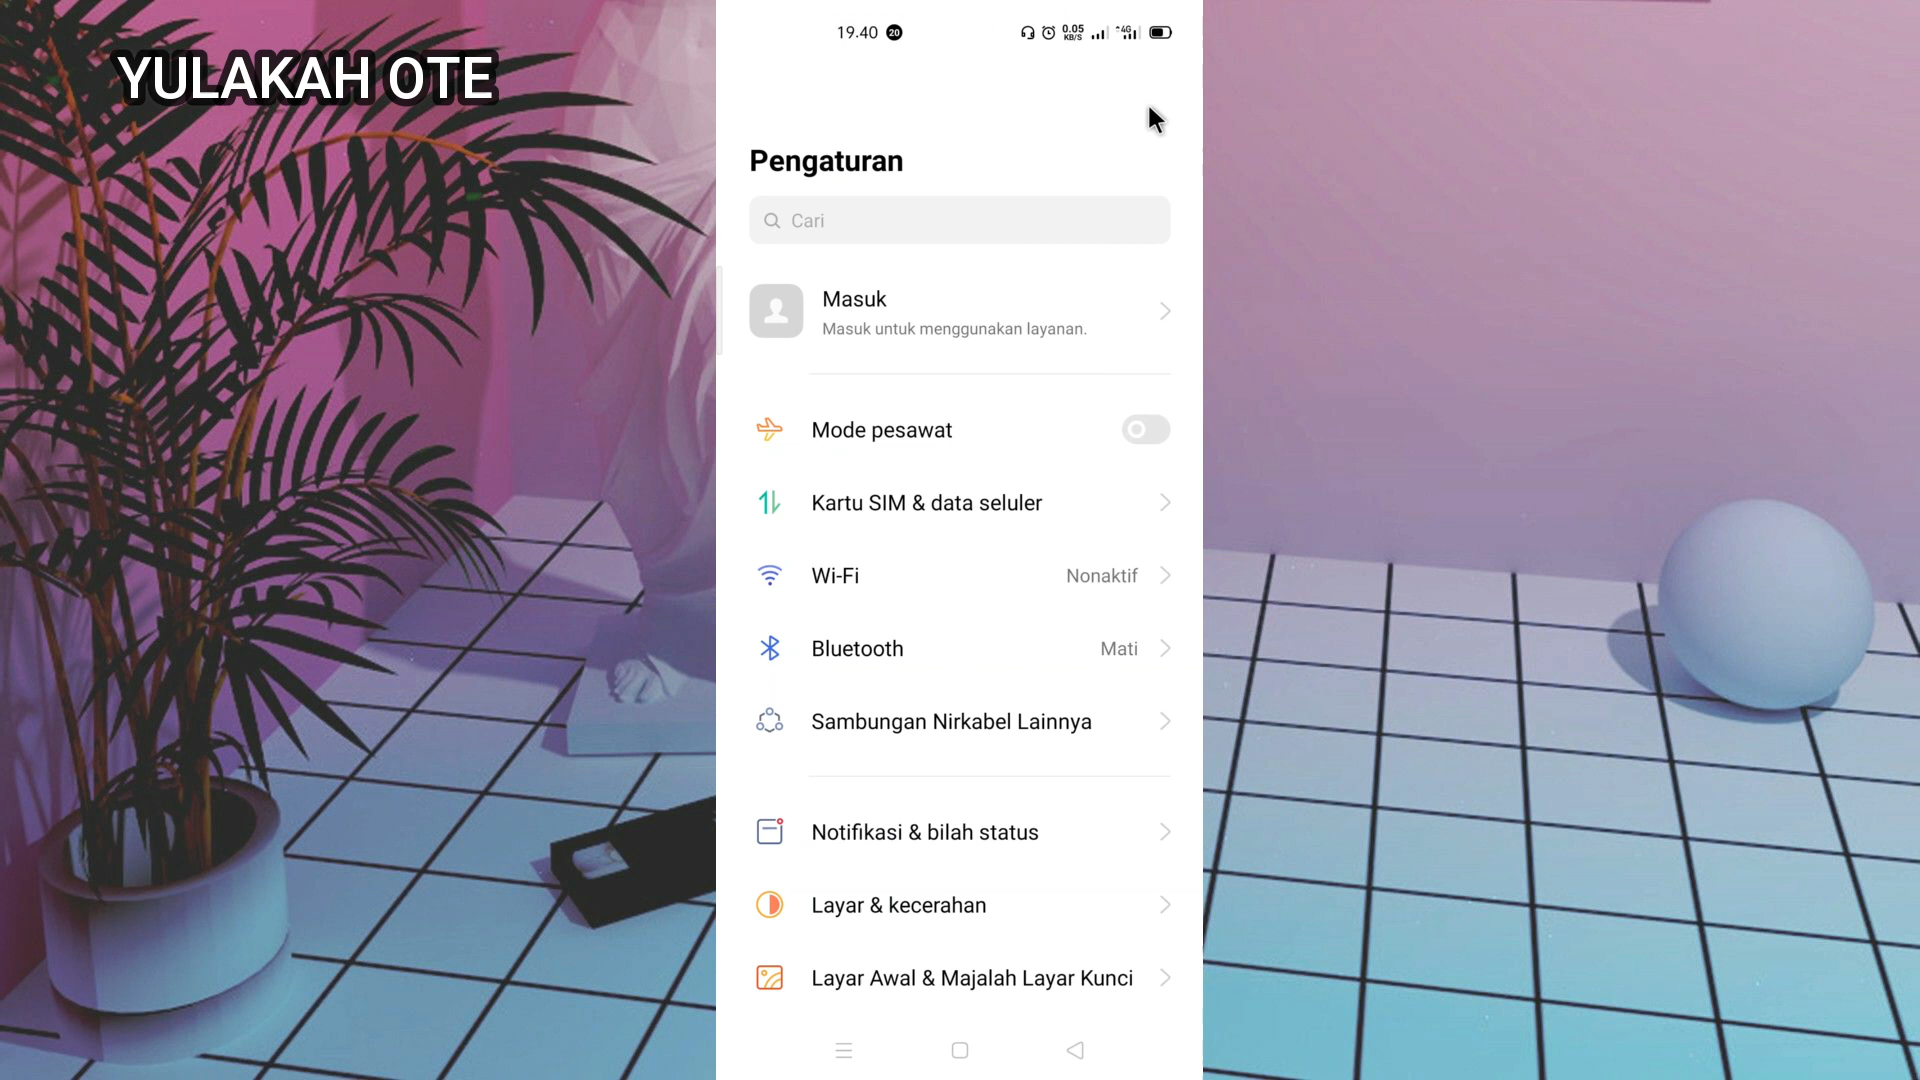 YULAKAH OTE
19.40 20 0.05 KB/S 4G
Pengaturan
Cari
Masuk
Masuk untuk menggunakan layanan.
Mode pesawat
Kartu SIM & data seluler
Wi-Fi Nonaktif
Bluetooth Mati
Sambungan Nirkabel Lainnya
Notifikasi & bilah status
Layar & kecerahan
Layar Awal & Majalah Layar Kunci